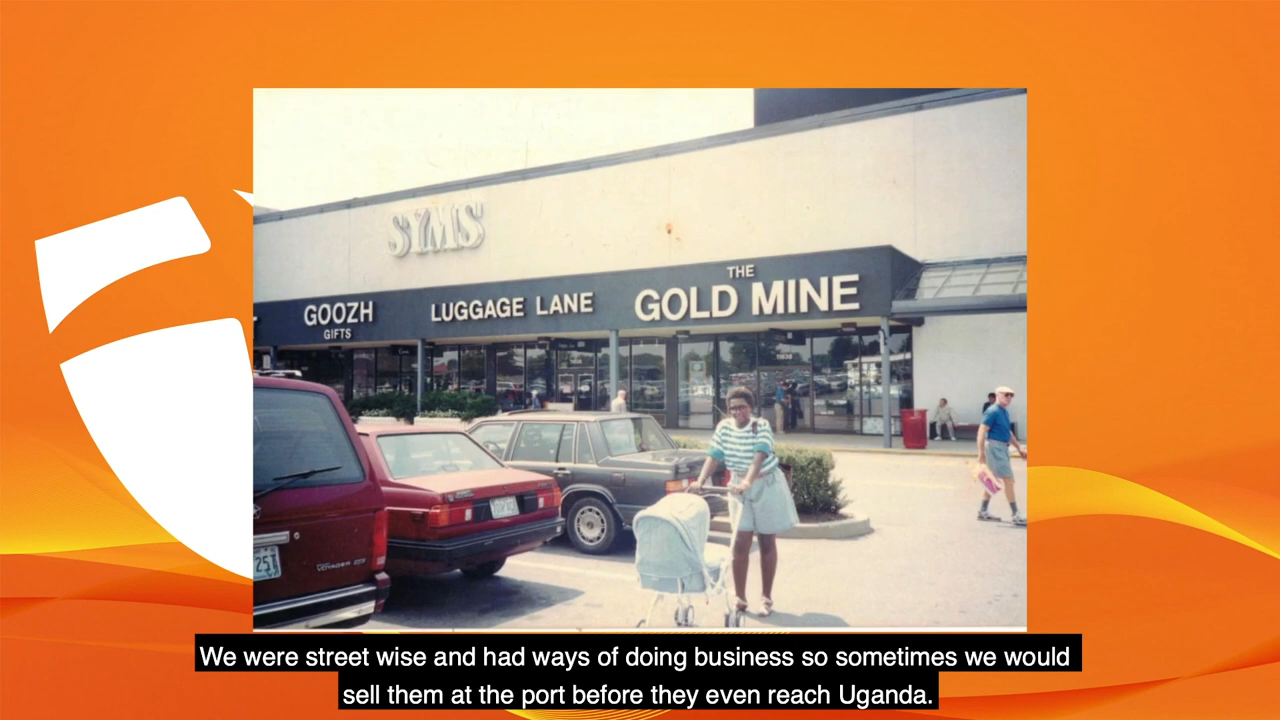 SYMS
GOOZH
GIFTS
LUGGAGE LANE
THE
GOLD MINE
VOYAGER
We were street wise and had ways of doing business so sometimes we would
sell them at the port before they even reach Uganda.